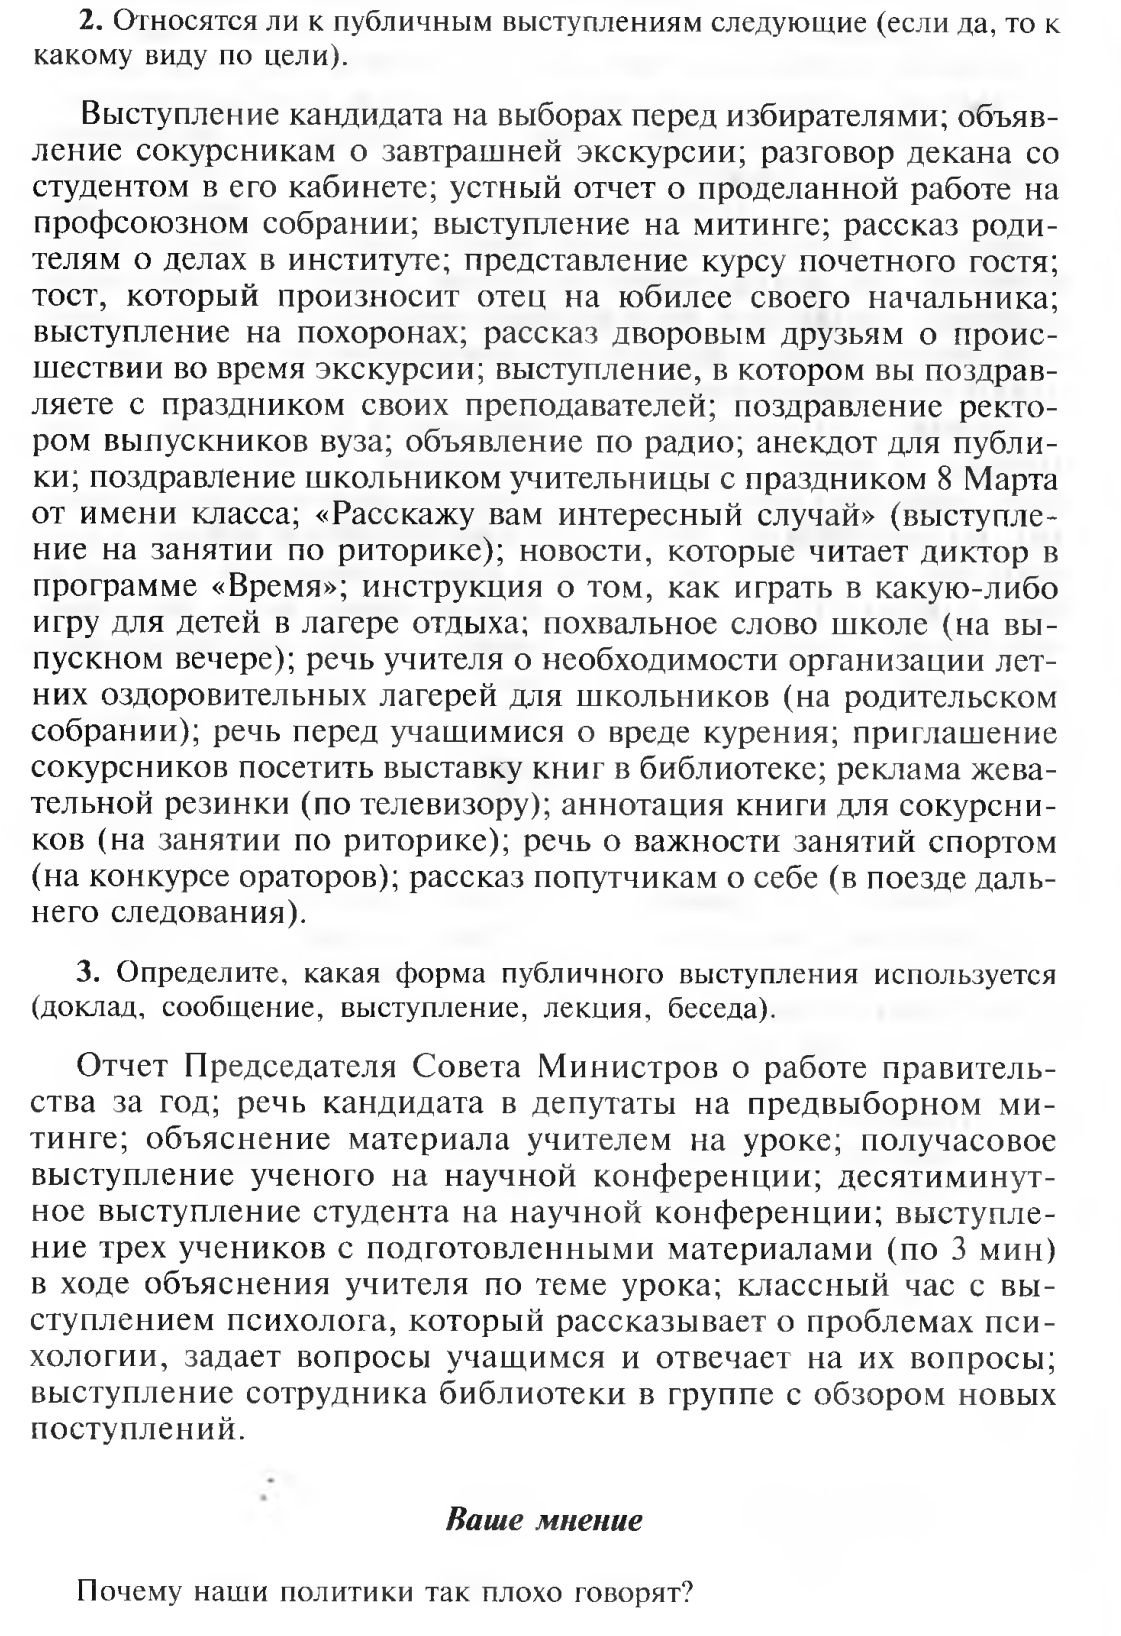 2. Относятся ли к публичным выступлениям следующие (если да, то к
какому виду по цели).
Выступление кандидата на выборах перед избирателями; объяв-
ление сокурсникам о завтрашней экскурсии; разговор декана со
студентом в его кабинете; устный отчет о проделанной работе на
профсоюзном собрании; выступление на митинге; рассказ роди-
телям о делах в институте; представление курсу почетного гостя;
тост, который произносит отец на юбилее своего начальника;
выступление на похоронах; рассказ дворовым друзьям о проис-
шествии во время экскурсии; выступление, в котором вы поздрав-
ляете с праздником своих преподавателей; поздравление ректо-
ром выпускников вуза; объявление по радио; анекдот для публи-
ки; поздравление школьником учительницы с праздником 8 Марта
от имени класса; «Расскажу вам интересный случай» (выступле-
ние на занятии по риторике); новости, которые читает диктор в
программе «Время»; инструкция о том, как играть в какую-либо
игру для детей в лагере отдыха; похвальное слово школе (на вы-
пускном вечере); речь учителя о необходимости организации лет-
них оздоровительных лагерей для школьников (на родительском
собрании); речь перед учащимися о вреде курения; приглашение
сокурсников посетить выставку книг в библиотеке; реклама жева-
тельной резинки (по телевизору); аннотация книги для сокурсни-
ков (на занятии по риторике); речь о важности занятий спортом
(на конкурсе ораторов); рассказ попутчикам о себе (в поезде даль-
него следования).
3. Определите, какая форма публичного выступления используется
(доклад, сообщение, выступление, лекция, беседа).
Отчет Председателя Совета Министров о работе правитель-
ства за год; речь кандидата в депутаты на предвыборном ми-
тинге; объяснение материала учителем на уроке; получасовое
выступление ученого на научной конференции; десятиминут-
ное выступление студента на научной конференции; выступле-
ние трех учеников с подготовленными материалами (по 3 мин)
в ходе объяснения учителя по теме урока; классный час с вы-
ступлением психолога, который рассказывает о проблемах пси-
хологии, задает вопросы учащимся и отвечает на их вопросы;
выступление сотрудника библиотеки в группе с обзором новых
поступлений.
Ваше мнение
Почему наши политики так плохо говорят?